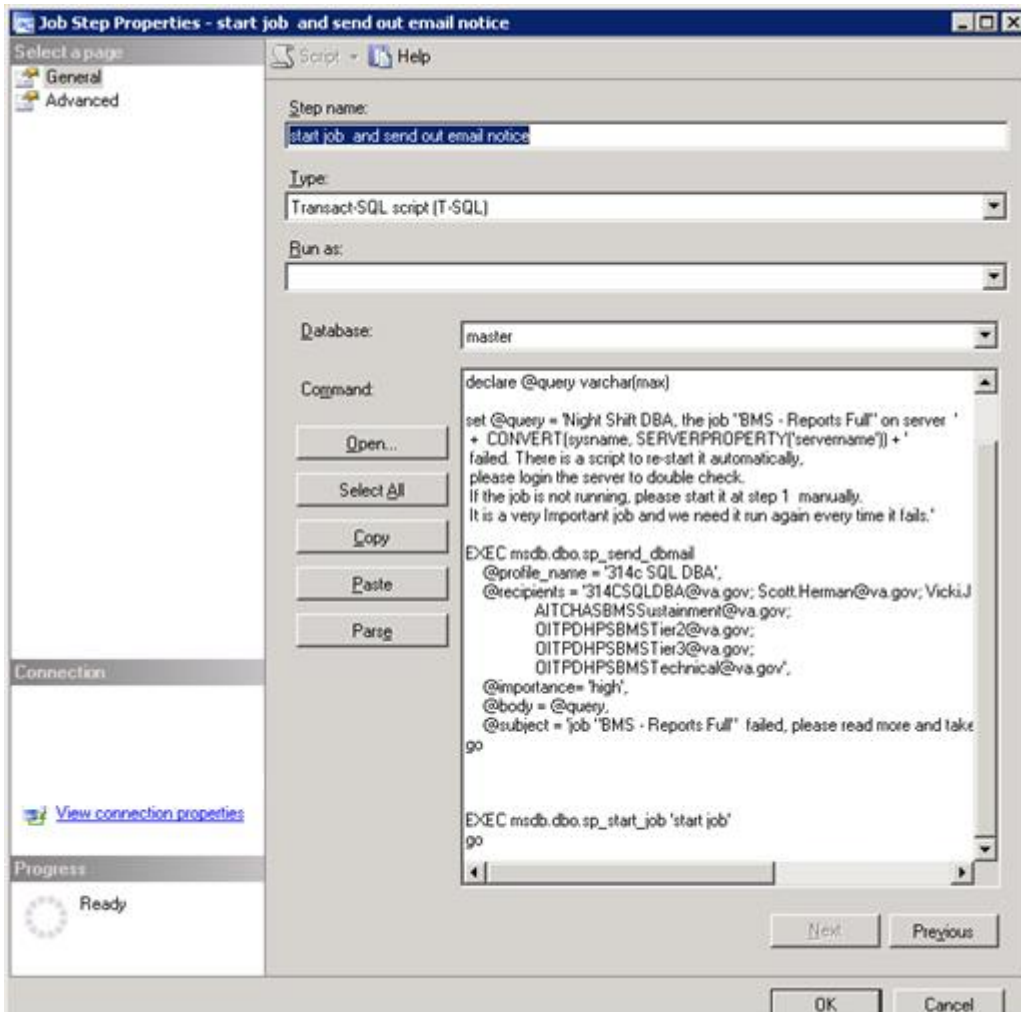 Job Step Properties - start job  and send out email notice
Select a page
General
Advanced
Script
Help
Step name:
start job  and send out email notice
Type:
Transact-SQL script (T-SQL)
Run as:
Database:
master
Command:
Open...
Select All
Copy
Paste
Parse
declare @query varchar(max)
set @query = 'Night Shift DBA, the job "BMS - Reports Full" on server  '
+  CONVERT(sysname, SERVERPROPERTY('servername')) + '
failed. There is a script to re-start it automatically,
please login the server to double check.
If the job is not running, please start it at step 1  manually.
It is a very Important job and we need it run again every time it fails.'
EXEC msdb.dbo.sp_send_dbmail
@profile_name = '314c SQL DBA',
@recipients = '314CSQLDBA@va.gov; Scott.Herman@va.gov; Vicki.J
AITCHASBMSSustainment@va.gov;
OITPDHPSBMSTier2@va.gov;
OITPDHPSBMSTier3@va.gov;
OITPDHPSBMSTechnical@va.gov',
@importance= 'high',
@body = @query,
@subject = 'job "BMS - Reports Full"  failed, please read more and take
go
EXEC msdb.dbo.sp_start_job 'start job'
go
Connection
View connection properties
Progress
Ready
Next
Previous
OK
Cancel